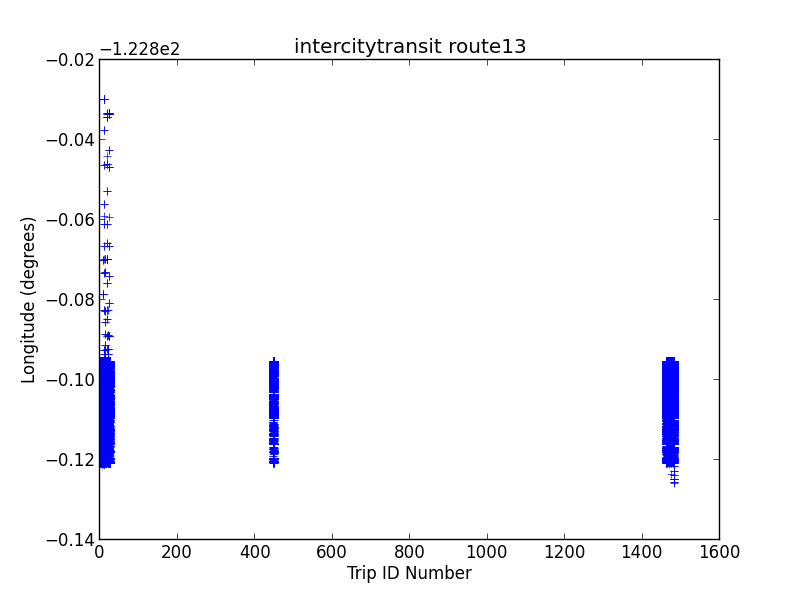 −1.228e2
intercitytransit route13
−0.02
−0.04
−0.06
−0.08
−0.10
−0.12
−0.14
Longitude (degrees)
0 200 400 600 800 1000 1200 1400 1600
Trip ID Number